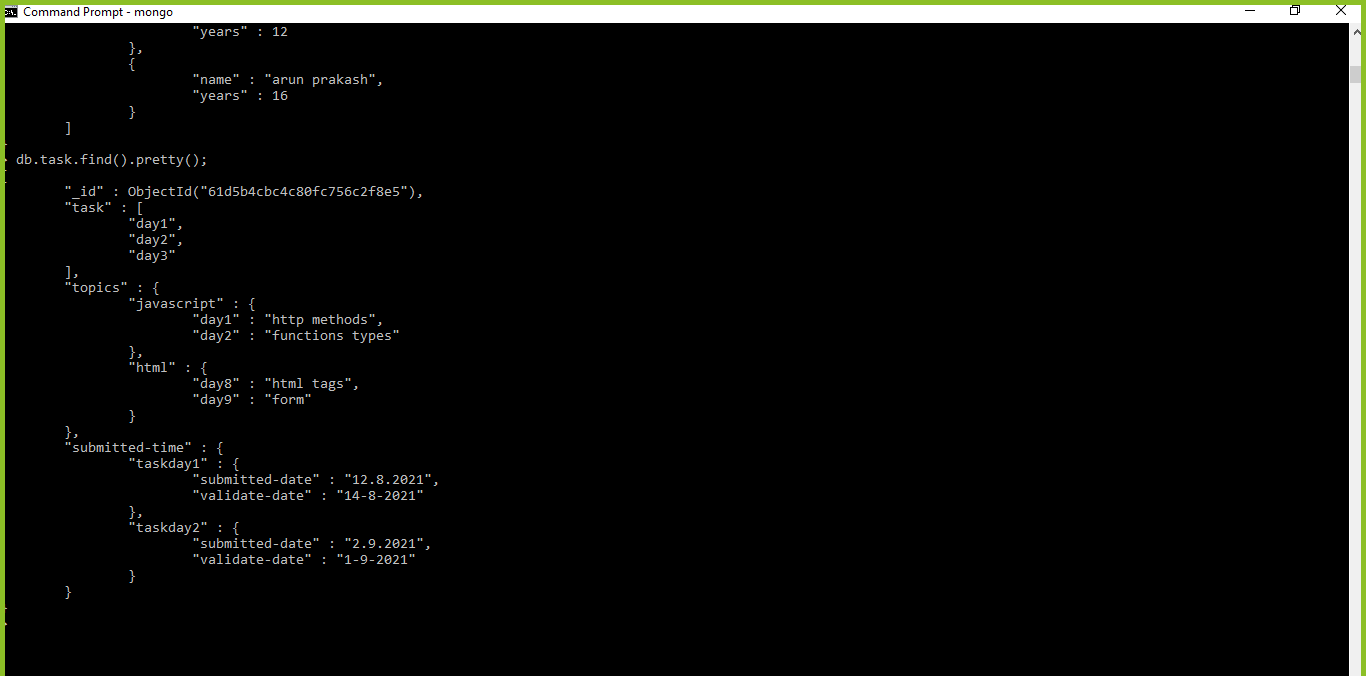 Command Prompt - mongo
                        "years" : 12
                },
                {
                        "name" : "arun prakash",
                        "years" : 16
                }
        ]
db.task.find().pretty();
        "_id" : ObjectId("61d5b4cbc4c80fc756c2f8e5"),
        "task" : [
                "day1",
                "day2",
                "day3"
        ],
        "topics" : {
                "javascript" : {
                        "day1" : "http methods",
                        "day2" : "functions types"
                },
                "html" : {
                        "day8" : "html tags",
                        "day9" : "form"
                }
        },
        "submitted-time" : {
                "taskday1" : {
                        "submitted-date" : "12.8.2021",
                        "validate-date" : "14-8-2021"
                },
                "taskday2" : {
                        "submitted-date" : "2.9.2021",
                        "validate-date" : "1-9-2021"
                }
        }